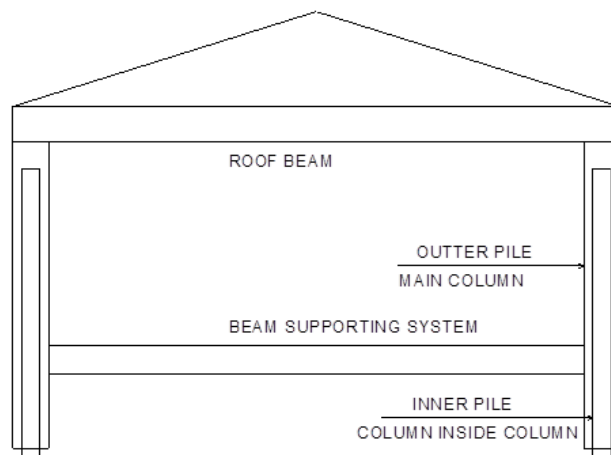 ROOF BEAM
OUTTER PILE
MAIN COLUMN
BEAM SUPPORTING SYSTEM
INNER PILE
COLUMN INSIDE COLUMN